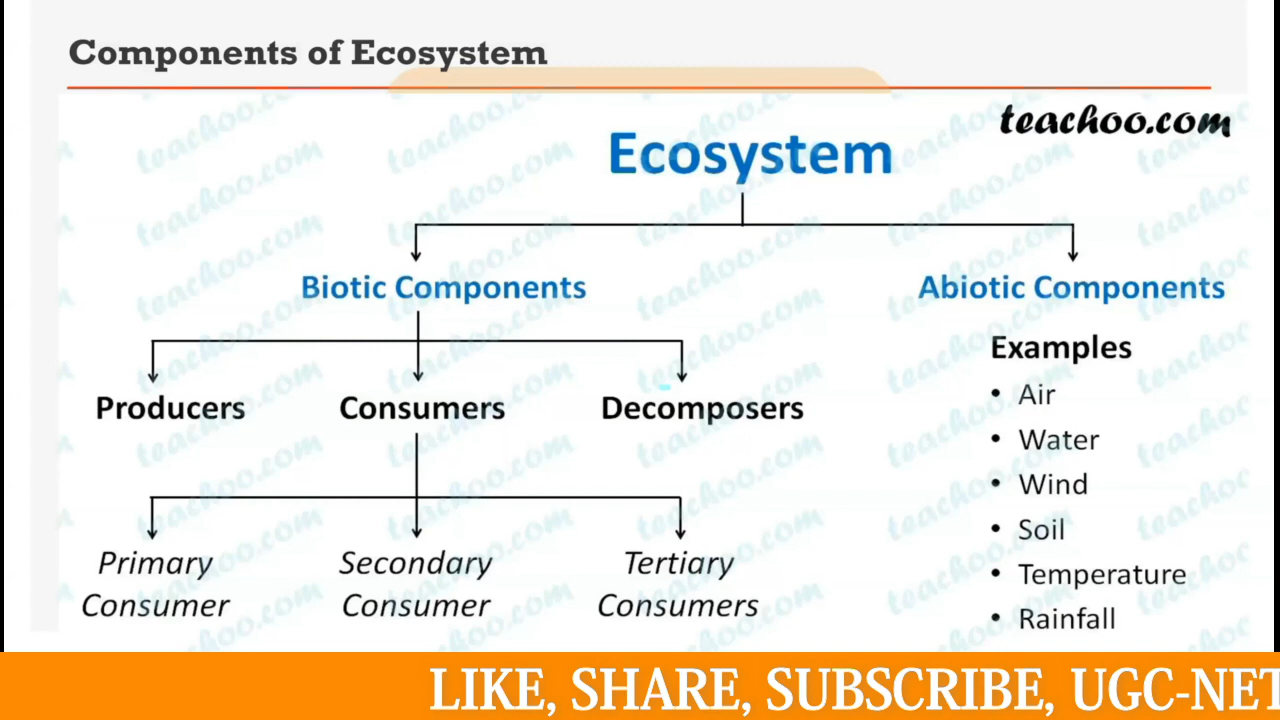 Components of Ecosystem
teachoo.com
Ecosystem
Biotic Components
Abiotic Components
Producers
Consumers
Decomposers
Primary
Consumer
Secondary
Consumer
Tertiary
Consumers
Examples
• Air
• Water
• Wind
• Soil
• Temperature
• Rainfall
LIKE, SHARE, SUBSCRIBE, UGC-NET